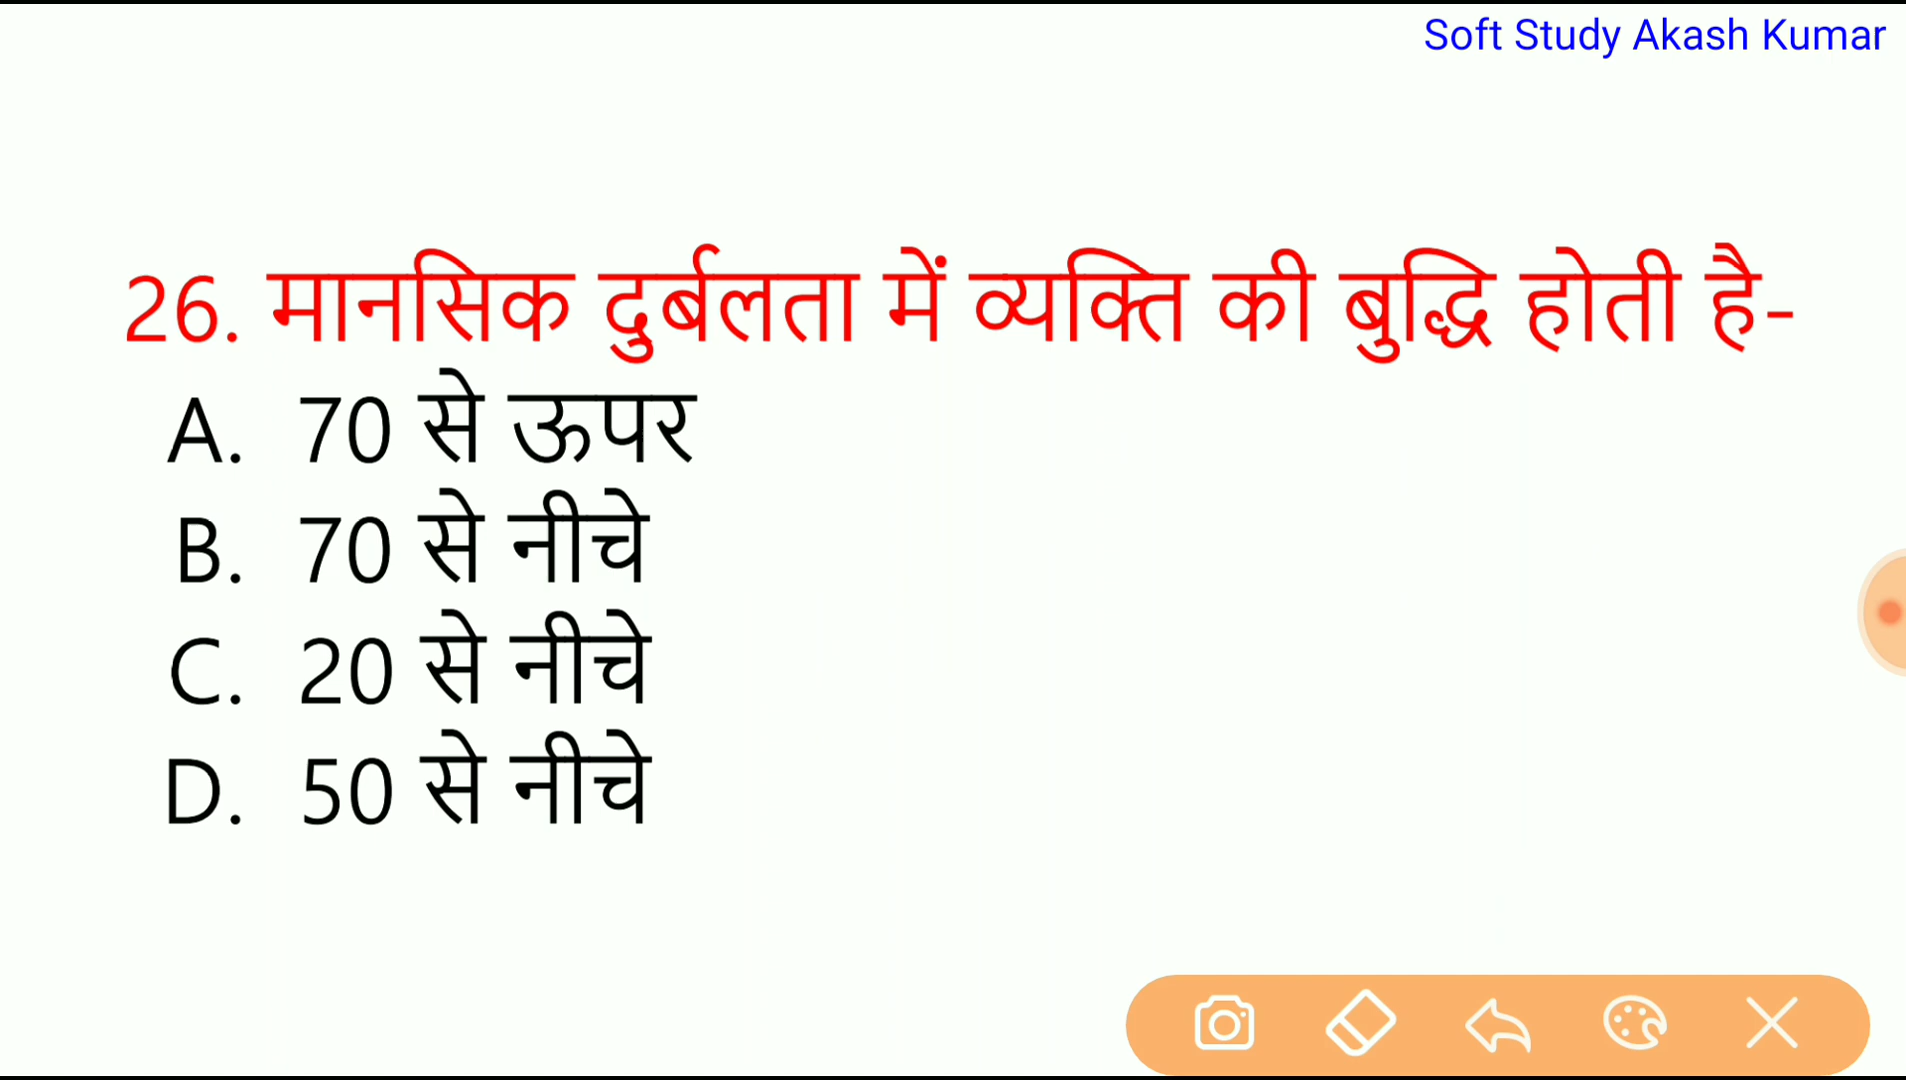 Soft Study Akash Kumar
26. मानसिक दुर्बलता में व्यक्ति की बुद्धि होती है-
A. 70 से ऊपर
B. 70 से नीचे
C. 20 से नीचे
D. 50 से नीचे